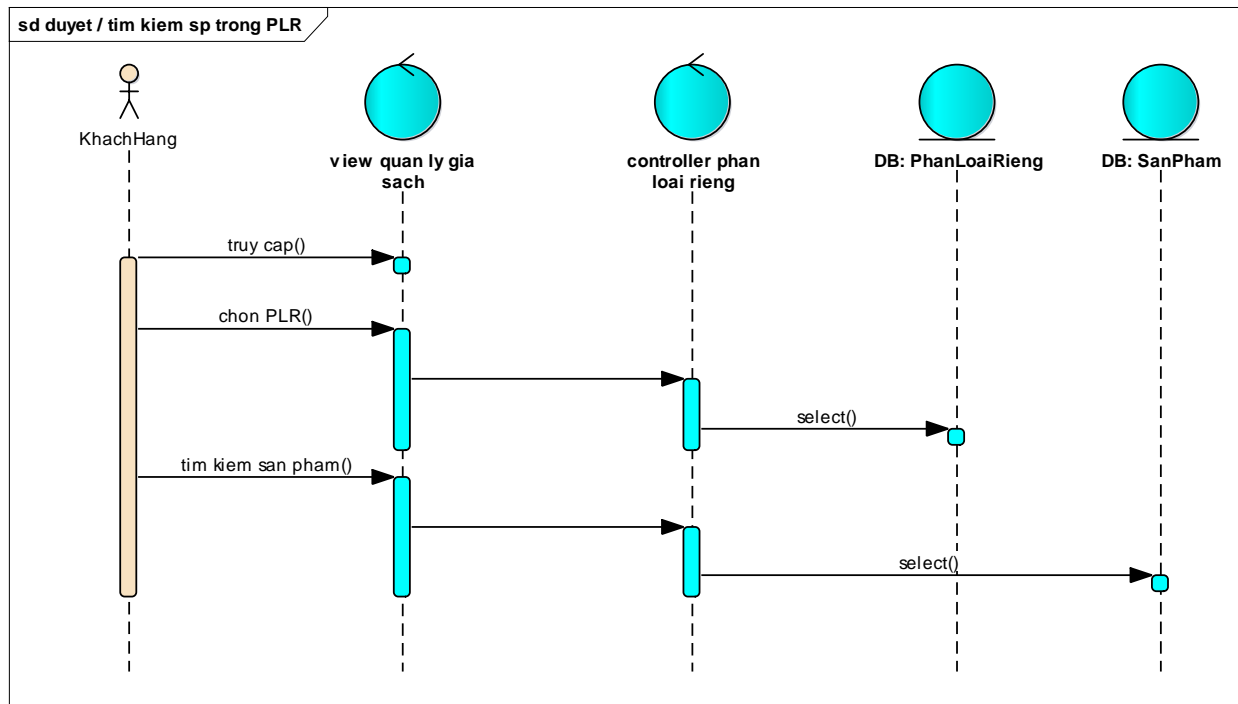 sd duyet / tim kiem sp trong PLR
KhachHang
view quan ly gia
sach
controller phan
loai rieng
DB: PhanLoaiRieng
DB: SanPham
truy cap()
chon PLR()
select()
tim kiem san pham()
select()